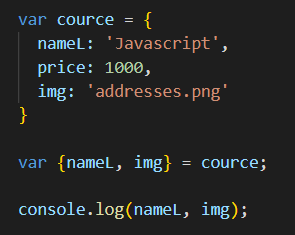 var cource = {
  nameL: 'Javascript',
  price: 1000,
  img: 'addresses.png'
}
var {nameL, img} = cource;
console.log(nameL, img);